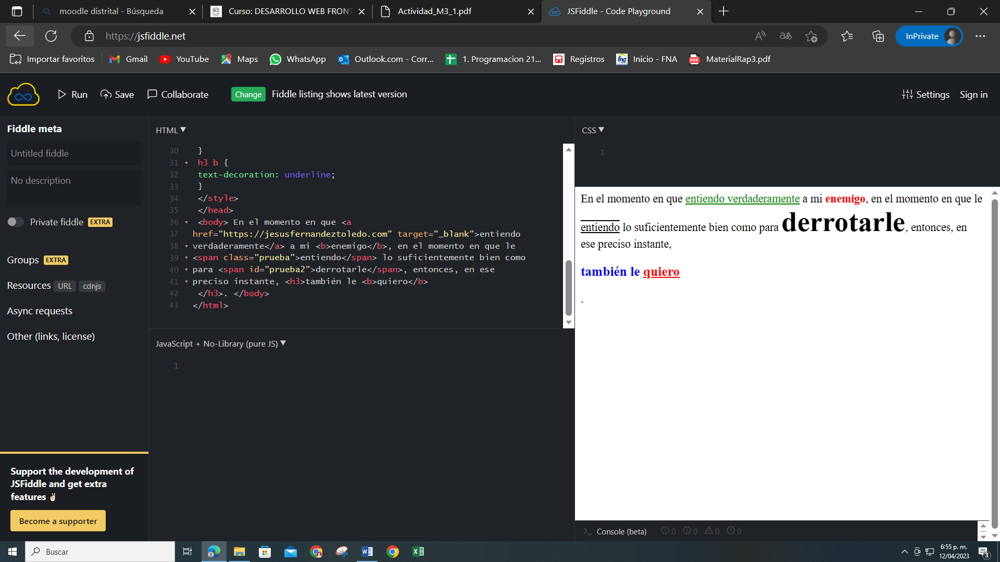 moodle distrital - Búsqueda
Curso: DESARROLLO WEB FRONT
Actividad_M3_1.pdf
JSFiddle - Code Playground
https://jsfiddle.net
InPrivate
Importar favoritos
Gmail
YouTube
Maps
WhatsApp
Outlook.com - Corr...
1. Programacion 21...
Registros
Inicio - FNA
MaterialRap3.pdf
Run
Save
Collaborate
Change
Fiddle listing shows latest version
Settings
Sign in
Fiddle meta
Untitled fiddle
No description
Private fiddle EXTRA
Groups EXTRA
Resources URL cdnjs
Async requests
Other (links, license)
Support the development of
JSFiddle and get extra
features ✌🏻
Become a supporter
HTML
30 }
31 h3 b {
32 text-decoration: underline;
33 }
34 </style>
35 </head>
36 <body> En el momento en que <a
37 href="https://jesusfernandeztoledo.com" target="_blank">entiendo
38 verdaderamente</a> a mi <b>enemigo</b>, en el momento en que le
39 <span class="prueba">entiendo</span> lo suficientemente bien como
40 para <span id="prueba2">derrotarle</span>, entonces, en ese
41 preciso instante, <h3>también le <b>quiero</b>
42 </h3>. </body>
43 </html>
JavaScript + No-Library (pure JS)
1
CSS
1
En el momento en que entiendo verdaderamente a mi enemigo, en el momento en que le
entiendo lo suficientemente bien como para derrotarle, entonces, en
ese preciso instante,
también le quiero
.
Console (beta) 0 0 0 0
Buscar
6:55 p. m.
12/04/2023
3